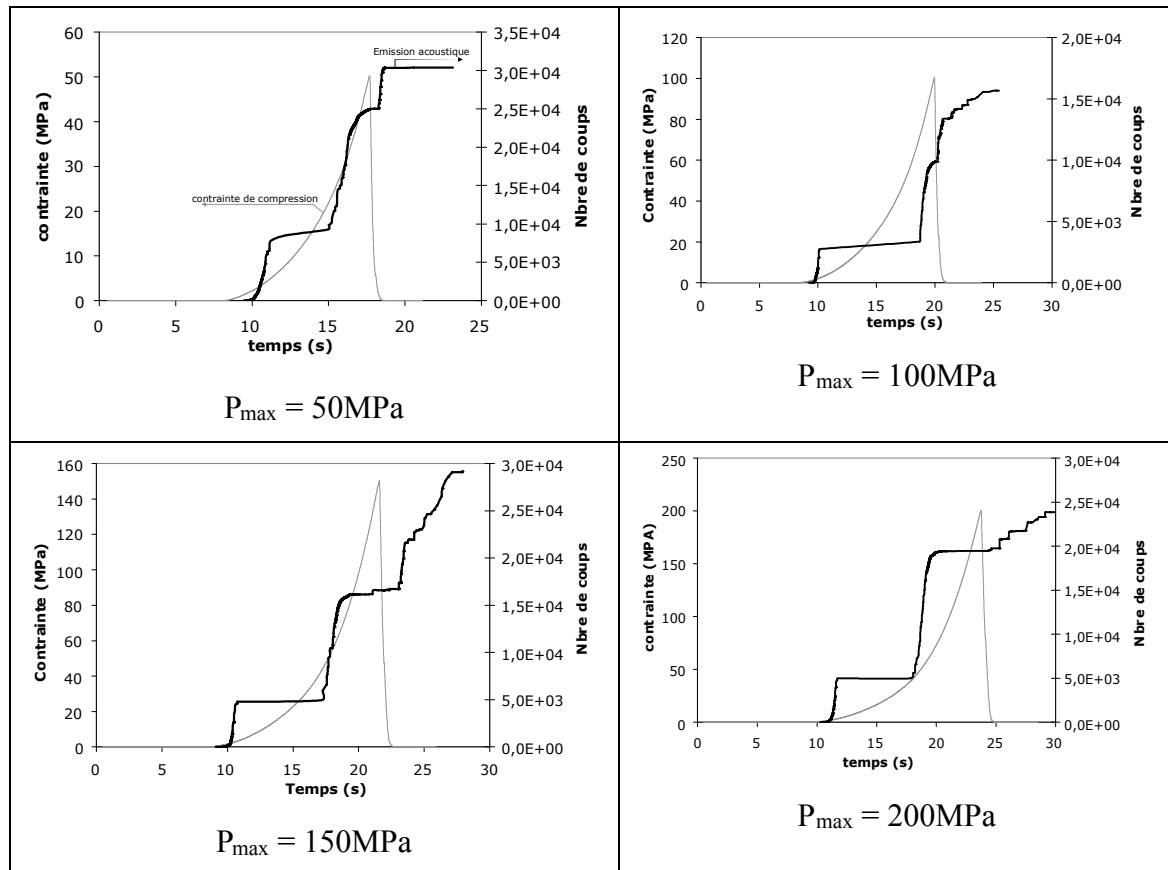 60
50
40
30
20
10
0
contrainte (MPa)
3,5E+04
3,0E+04
2,5E+04
2,0E+04
1,5E+04
1,0E+04
5,0E+03
0,0E+00
Nbre de coups
Emission acoustique
contrainte de compression
0 5 10 15 20 25
temps (s)
Pmax = 50MPa
120
100
80
60
40
20
0
Contrainte (MPa)
2,0E+04
1,5E+04
1,0E+04
5,0E+03
0,0E+00
Nbre de coups
0 5 10 15 20 25 30
temps (s)
Pmax = 100MPa
160
140
120
100
80
60
40
20
0
Contrainte (MPa)
3,0E+04
2,5E+04
2,0E+04
1,5E+04
1,0E+04
5,0E+03
0,0E+00
Nbre de coups
0 5 10 15 20 25 30
Temps (s)
Pmax = 150MPa
250
200
150
100
50
0
contrainte (MPA)
3,0E+04
2,5E+04
2,0E+04
1,5E+04
1,0E+04
5,0E+03
0,0E+00
Nbre de coups
0 5 10 15 20 25 30
temps (s)
Pmax = 200MPa